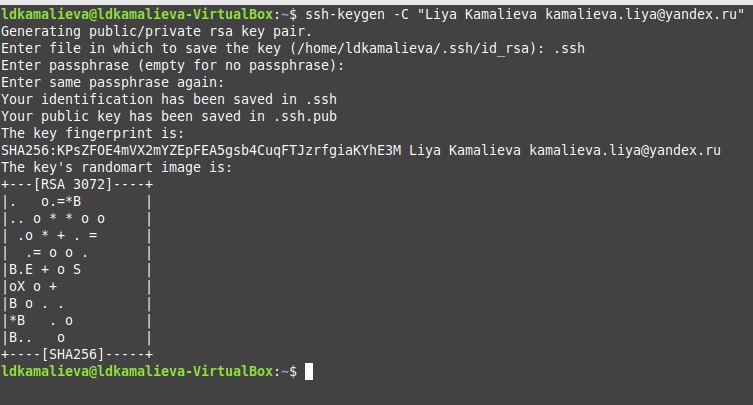 ldkamalieva@ldkamalieva-VirtualBox:~$ ssh-keygen -C "Liya Kamalieva kamalieva.liya@yandex.ru"
Generating public/private rsa key pair.
Enter file in which to save the key (/home/ldkamalieva/.ssh/id_rsa): .ssh
Enter passphrase (empty for no passphrase):
Enter same passphrase again:
Your identification has been saved in .ssh
Your public key has been saved in .ssh.pub
The key fingerprint is:
SHA256:KPsZFOE4mVX2mYZEpFEA5gsb4CuqFTJzrfgiaKYhE3M Liya Kamalieva kamalieva.liya@yandex.ru
The key's randomart image is:
+---[RSA 3072]----+
|.   o.=*B        |
|.. o * * o o     |
| .o * + . =      |
|  .= o o .       |
|B.E + o S        |
|oX o +           |
|B o . .          |
|*B   . o         |
|B..   o          |
+----[SHA256]-----+
ldkamalieva@ldkamalieva-VirtualBox:~$